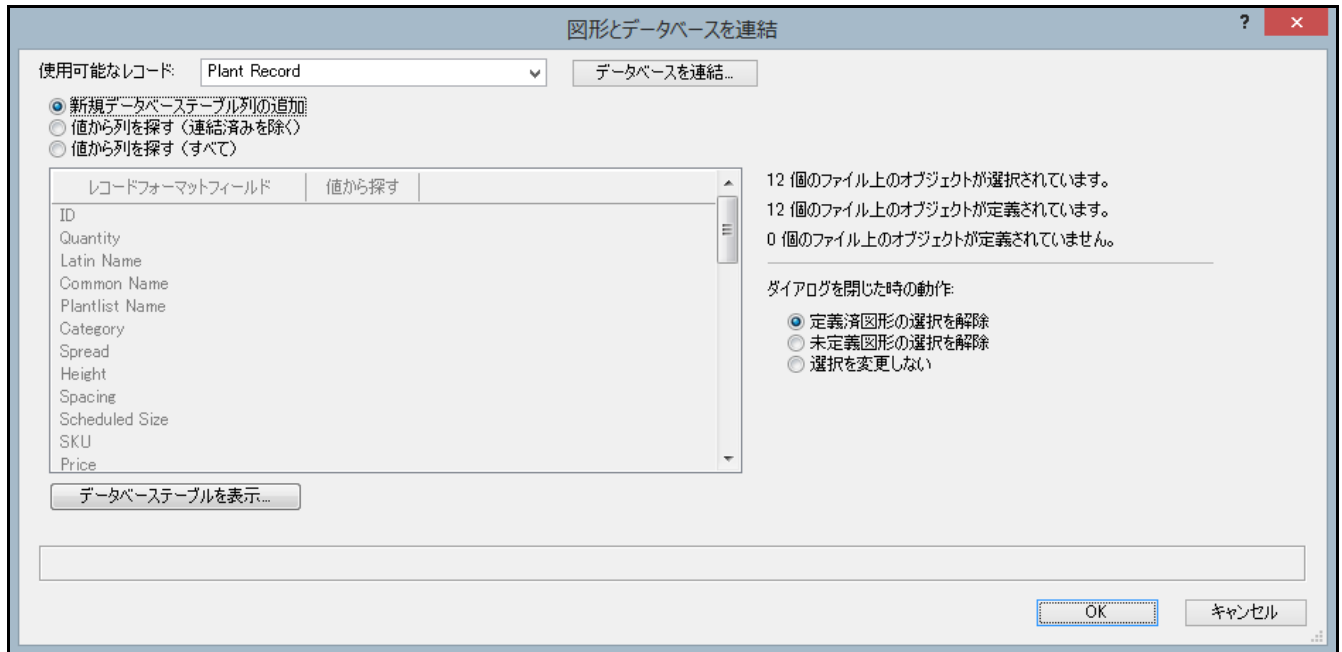 図形とデータベースを連結
?
×
使用可能なレコード:
Plant Record
データベースを連結...
新規データベーステーブル列の追加
値から列を探す（連結済みを除く）
値から列を探す（すべて）
レコードフォーマットフィールド
値から探す
ID
Quantity
Latin Name
Common Name
Plantlist Name
Category
Spread
Height
Spacing
Scheduled Size
SKU
Price
12 個のファイル上のオブジェクトが選択されています。
12 個のファイル上のオブジェクトが定義されています。
0 個のファイル上のオブジェクトが定義されていません。
ダイアログを閉じた時の動作:
定義済図形の選択を解除
未定義図形の選択を解除
選択を変更しない
データベーステーブルを表示...
OK
キャンセル